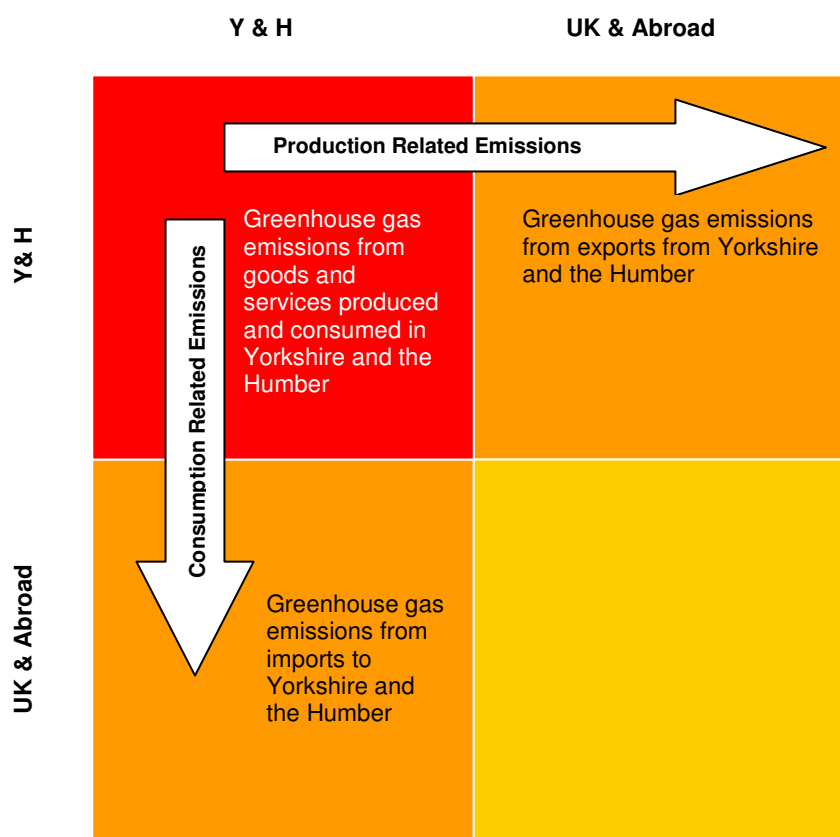 Y & H
UK & Abroad
Y& H
Production Related Emissions
Greenhouse gas
emissions from
goods and
services produced
and consumed in
Yorkshire and the
Humber
Greenhouse gas emissions
from exports from Yorkshire
and the Humber
Consumption Related Emissions
UK & Abroad
Greenhouse gas
emissions from
imports to
Yorkshire and
the Humber